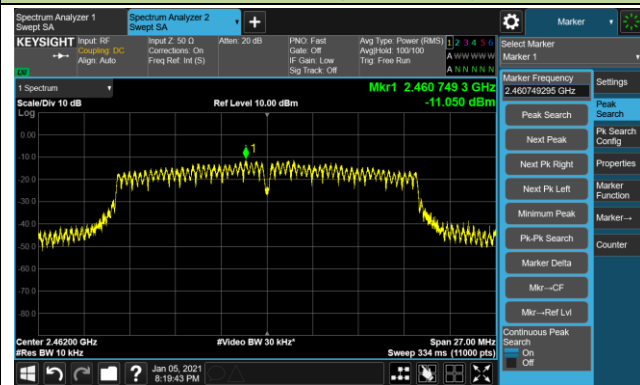 Spectrum Analyzer 1
Swept SA
Spectrum Analyzer 2
Swept SA
+
Marker
KEYSIGHT
Input: RF
Coupling: DC
Align: Auto
Input Z: 50 Ω
Corrections: On
Freq Ref: Int (S)
Atten: 20 dB
PNO: Fast
Gate: Off
IF Gain: Low
Sig Track: Off
Avg Type: Power (RMS)
Avg|Hold: 100/100
Trig: Free Run
1 2 3 4 5 6
A W W W W W
A N N N N N
LXI
Select Marker
Marker 1
1 Spectrum
Scale/Div 10 dB
Log
Ref Level 10.00 dBm
Mkr1 2.460 749 3 GHz
-11.050 dBm
1
0.00
-10.0
-20.0
-30.0
-40.0
-50.0
-60.0
-70.0
-80.0
Center 2.46200 GHz
#Res BW 10 kHz
#Video BW 30 kHz*
Span 27.00 MHz
Sweep 334 ms (11000 pts)
Marker Frequency
2.460749295 GHz
Peak Search
Next Peak
Next Pk Right
Next Pk Left
Minimum Peak
Pk-Pk Search
Marker Delta
Mkr→CF
Mkr→Ref Lvl
Continuous Peak
Search
On
Off
Settings
Peak
Search
Pk Search
Config
Properties
Marker
Function
Marker→
Counter
?
Jan 05, 2021
8:19:43 PM